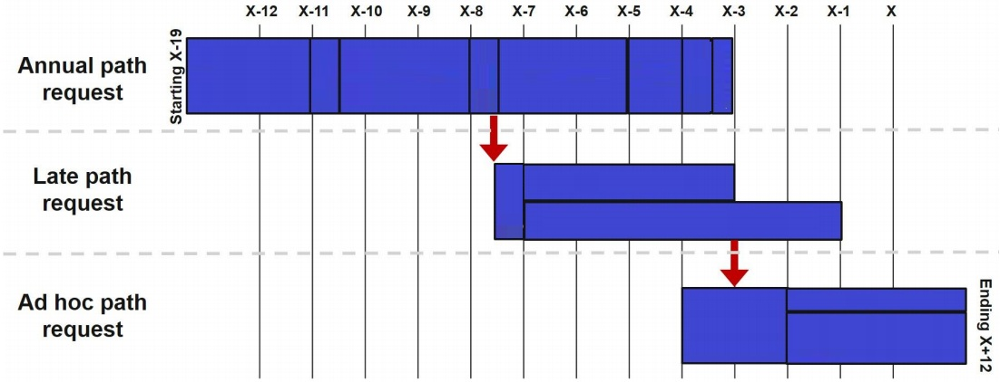 X-12 X-11 X-10 X-9 X-8 X-7 X-6 X-5 X-4 X-3 X-2 X-1 X
Annual path
request
Starting X-19
Late path
request
Ad hoc path
request
Ending X+12